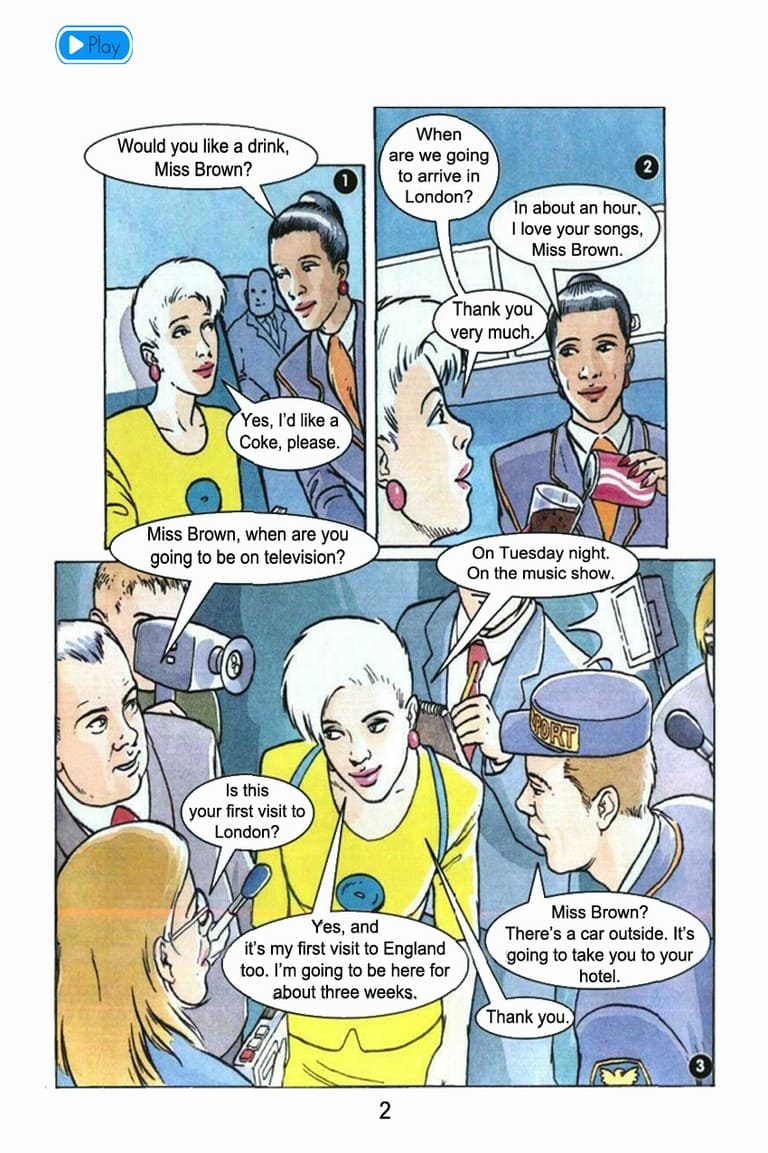 Play
Would you like a drink,
Miss Brown?
1
Yes, I'd like a
Coke, please.
When
are we going
to arrive in
London?
2
In about an hour.
I love your songs,
Miss Brown.
Thank you
very much.
Miss Brown, when are you
going to be on television?
On Tuesday night.
On the music show.
PORT
Is this
your first visit to
London?
Yes, and
it's my first visit to England
too. I'm going to be here for
about three weeks.
Miss Brown?
There's a car outside. It's
going to take you to your
hotel.
Thank you.
3
2